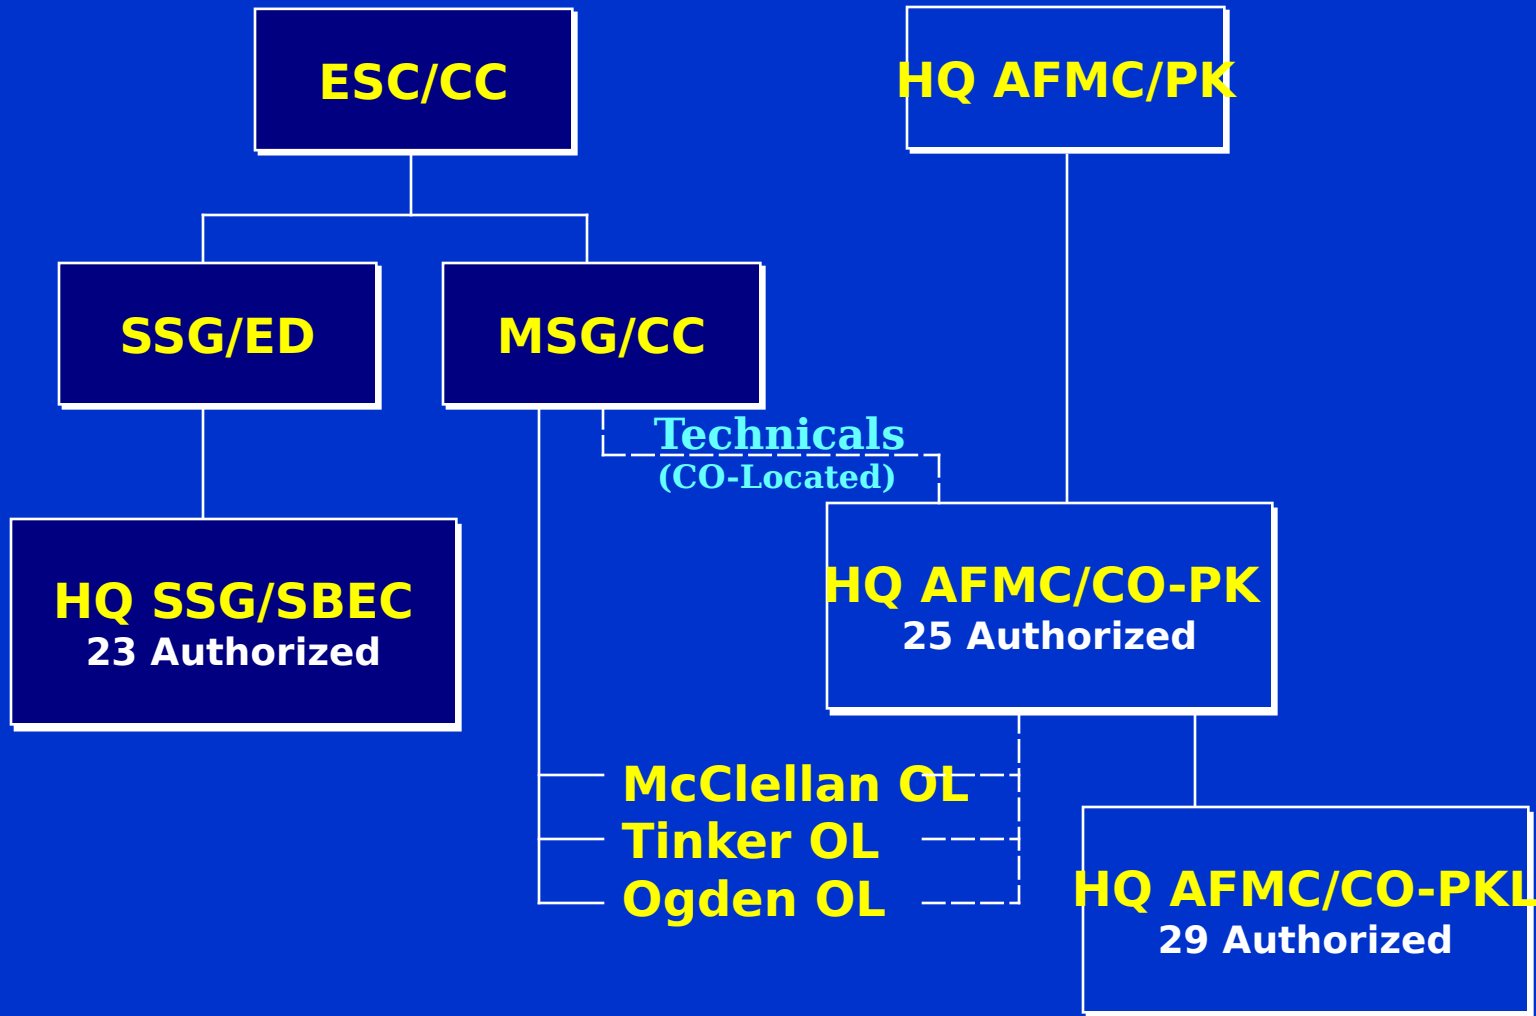 ESC/CC
HQ AFMC/PK
SSG/ED
MSG/CC
Technicals
(CO-Located)
HQ SSG/SBEC
23 Authorized
HQ AFMC/CO-PK
25 Authorized
McClellan OL
Tinker OL
Ogden OL
HQ AFMC/CO-PKL
29 Authorized